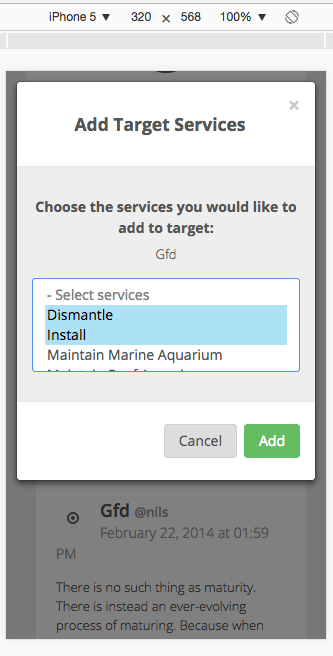 iPhone 5 ▼ 320 × 568 100% ▼
×
Add Target Services
Choose the services you would like to
add to target:
Gfd
- Select services
Dismantle
Install
Maintain Marine Aquarium
Cancel Add
Gfd @nils
February 22, 2014 at 01:59
PM
There is no such thing as maturity.
There is instead an ever-evolving
process of maturing. Because when